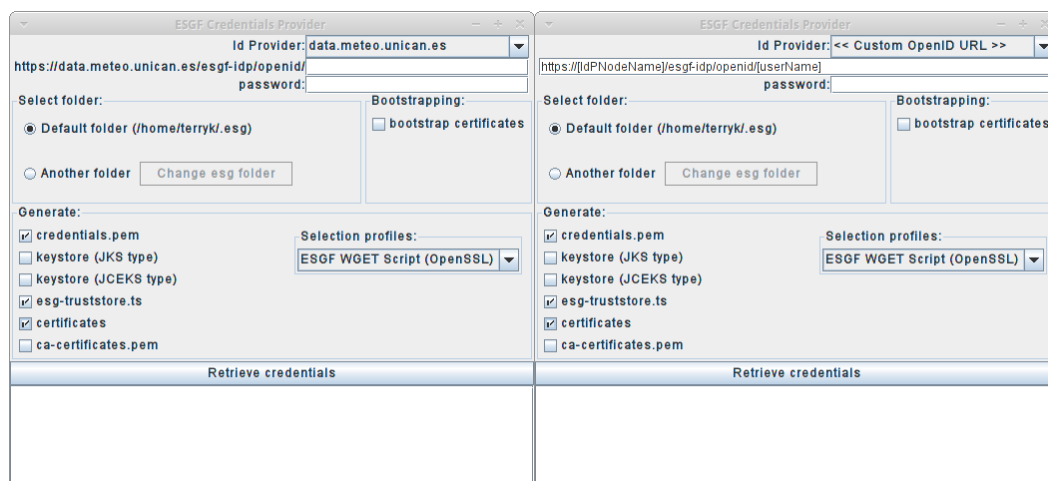 ESGF Credentials Provider
Id Provider: data.meteo.unican.es
https://data.meteo.unican.es/esgf-idp/openid/
password:
Select folder:
Bootstrapping:
Default folder (/home/terryk/.esg)
bootstrap certificates
Another folder
Change esg folder
Generate:
credentials.pem
Selection profiles:
keystore (JKS type)
ESGF WGET Script (OpenSSL)
keystore (JCEKS type)
esg-truststore.ts
certificates
ca-certificates.pem
Retrieve credentials
ESGF Credentials Provider
Id Provider: << Custom OpenID URL >>
https://[IdPNodeName]/esgf-idp/openid/[userName]
password:
Select folder:
Bootstrapping:
Default folder (/home/terryk/.esg)
bootstrap certificates
Another folder
Change esg folder
Generate:
credentials.pem
Selection profiles:
keystore (JKS type)
ESGF WGET Script (OpenSSL)
keystore (JCEKS type)
esg-truststore.ts
certificates
ca-certificates.pem
Retrieve credentials